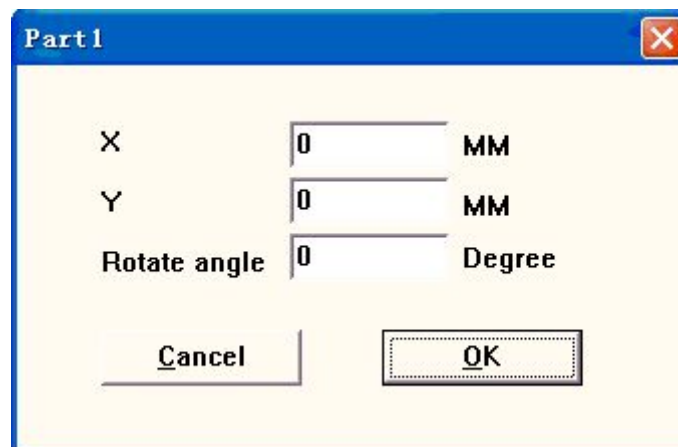 Part1
X 0 MM
Y 0 MM
Rotate angle 0 Degree
Cancel OK